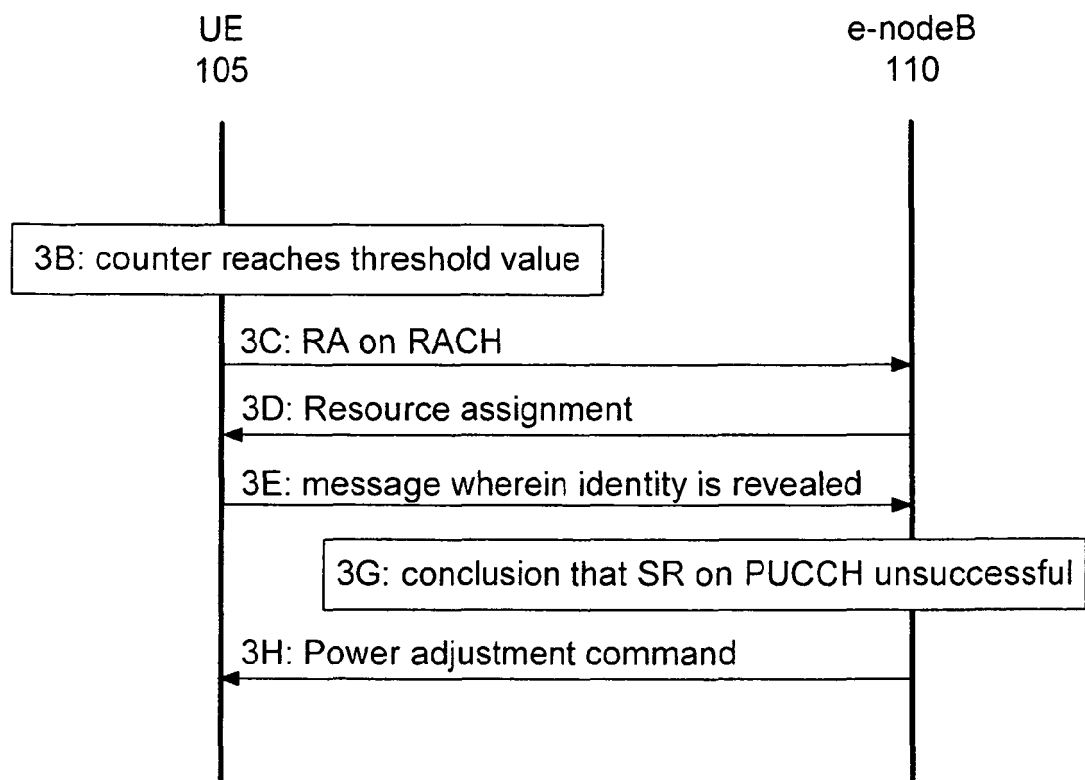 UE
105
e-nodeB
110
3B: counter reaches threshold value
3C: RA on RACH
3D: Resource assignment
3E: message wherein identity is revealed
3G: conclusion that SR on PUCCH unsuccessful
3H: Power adjustment command